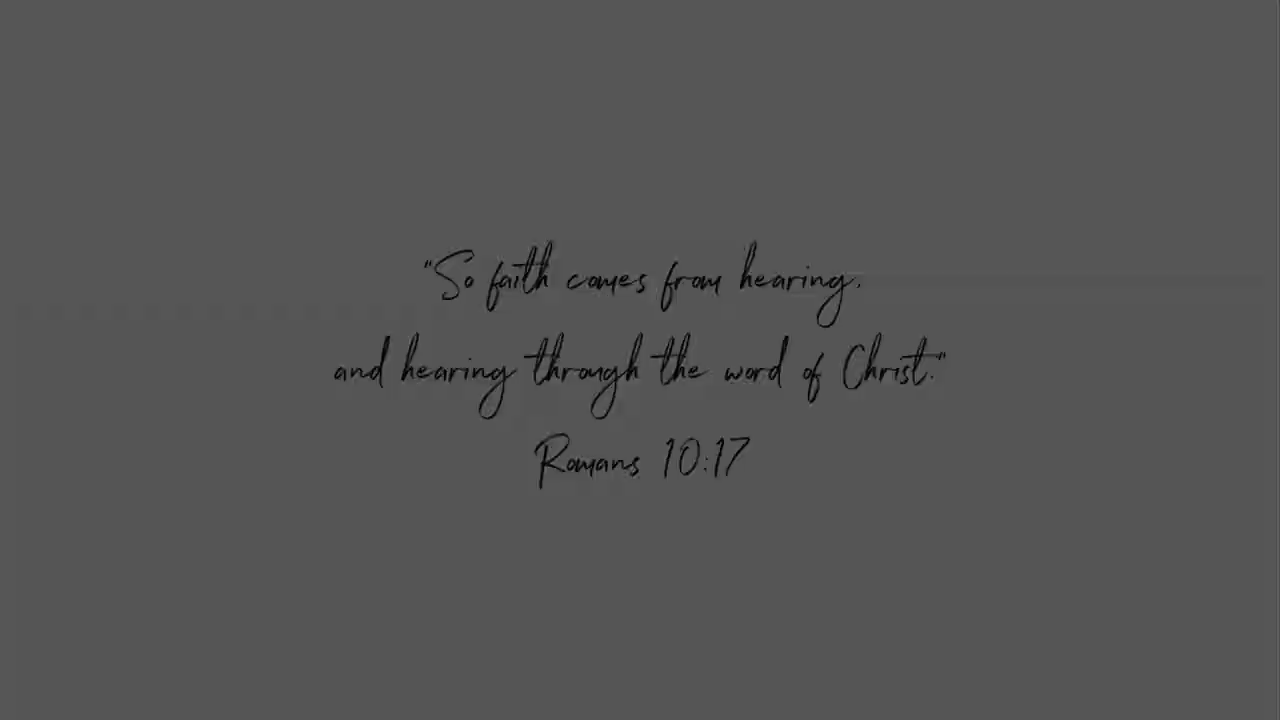 "So faith comes from hearing,
and hearing through the word of Christ."
Romans 10:17